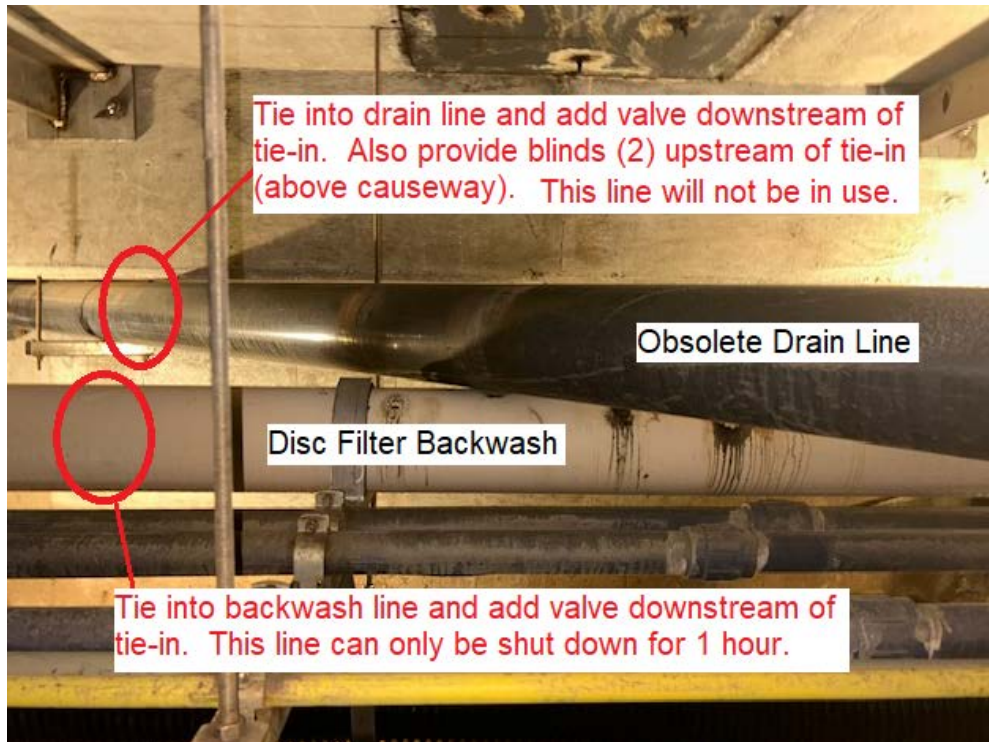 Tie into drain line and add valve downstream of
tie-in. Also provide blinds (2) upstream of tie-in
(above causeway). This line will not be in use.
Obsolete Drain Line
Disc Filter Backwash
Tie into backwash line and add valve downstream of
tie-in. This line can only be shut down for 1 hour.